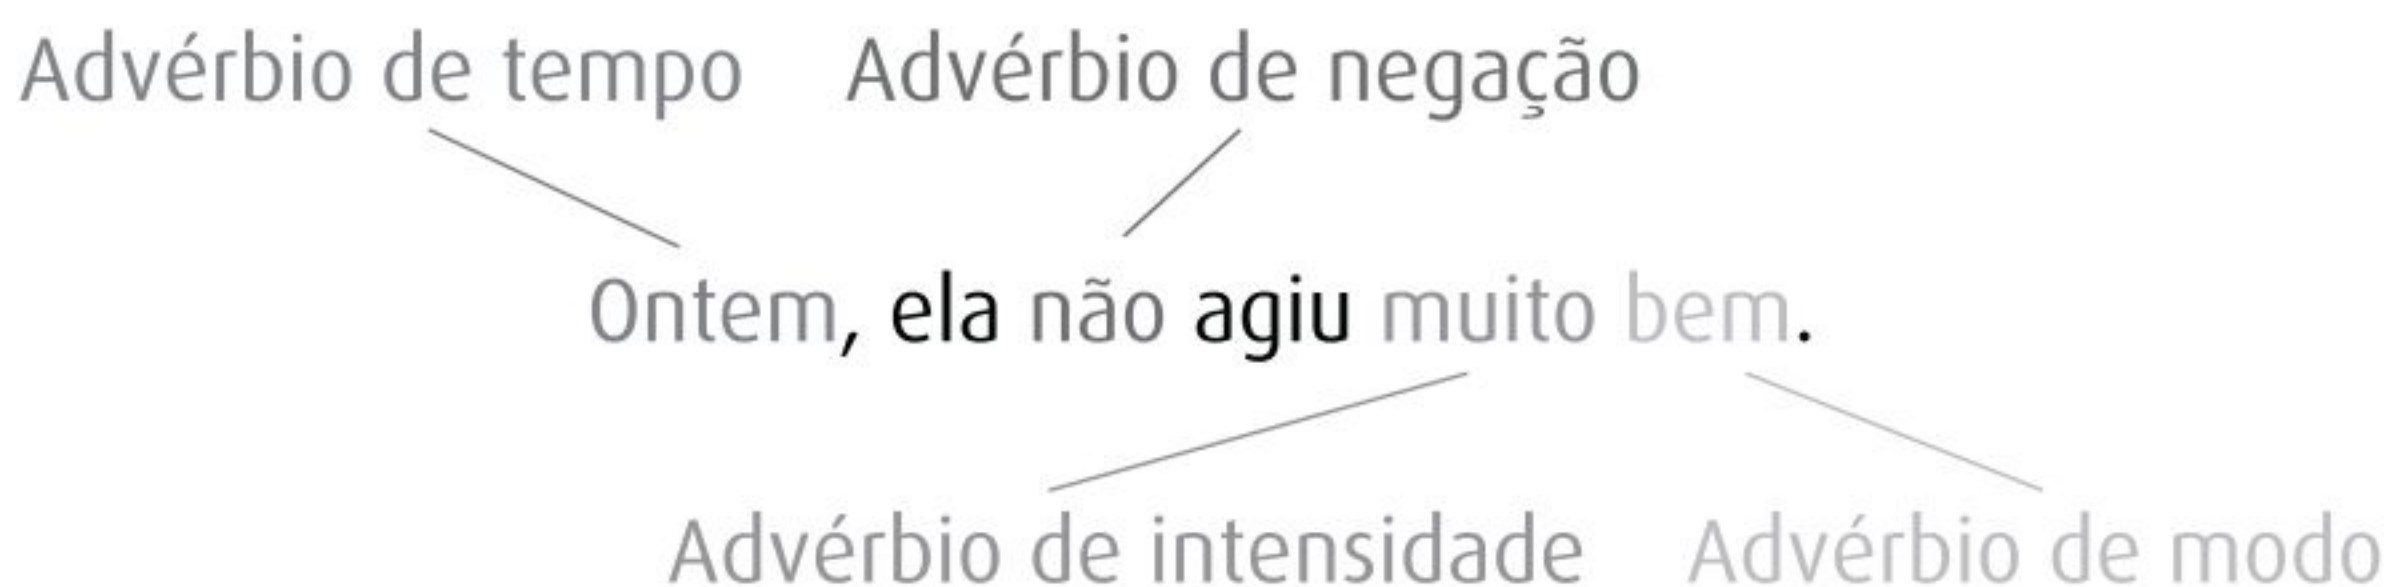 Advérbio de tempo Advérbio de negação
Ontem, ela não agiu muito bem.
Advérbio de intensidade Advérbio de modo